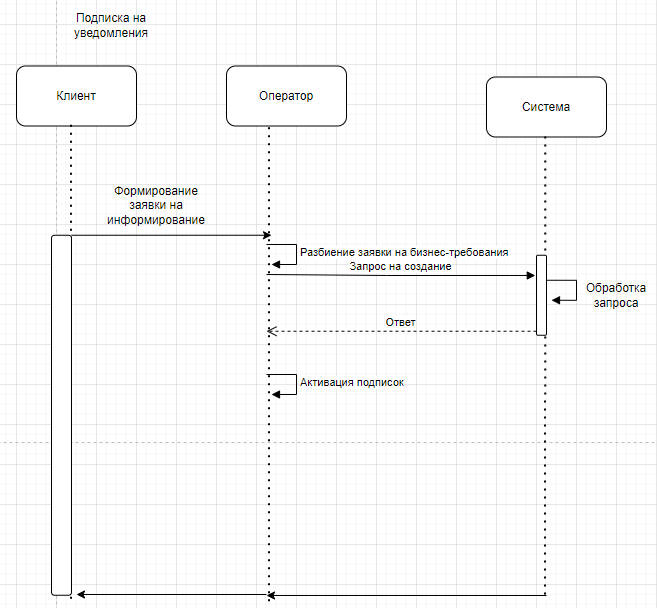 Подписка на
уведомления
Клиент
Оператор
Система
Формирование
заявки на
информирование
Разбиение заявки на бизнес-требования
Запрос на создание
Обработка
запроса
Ответ
Активация подписок